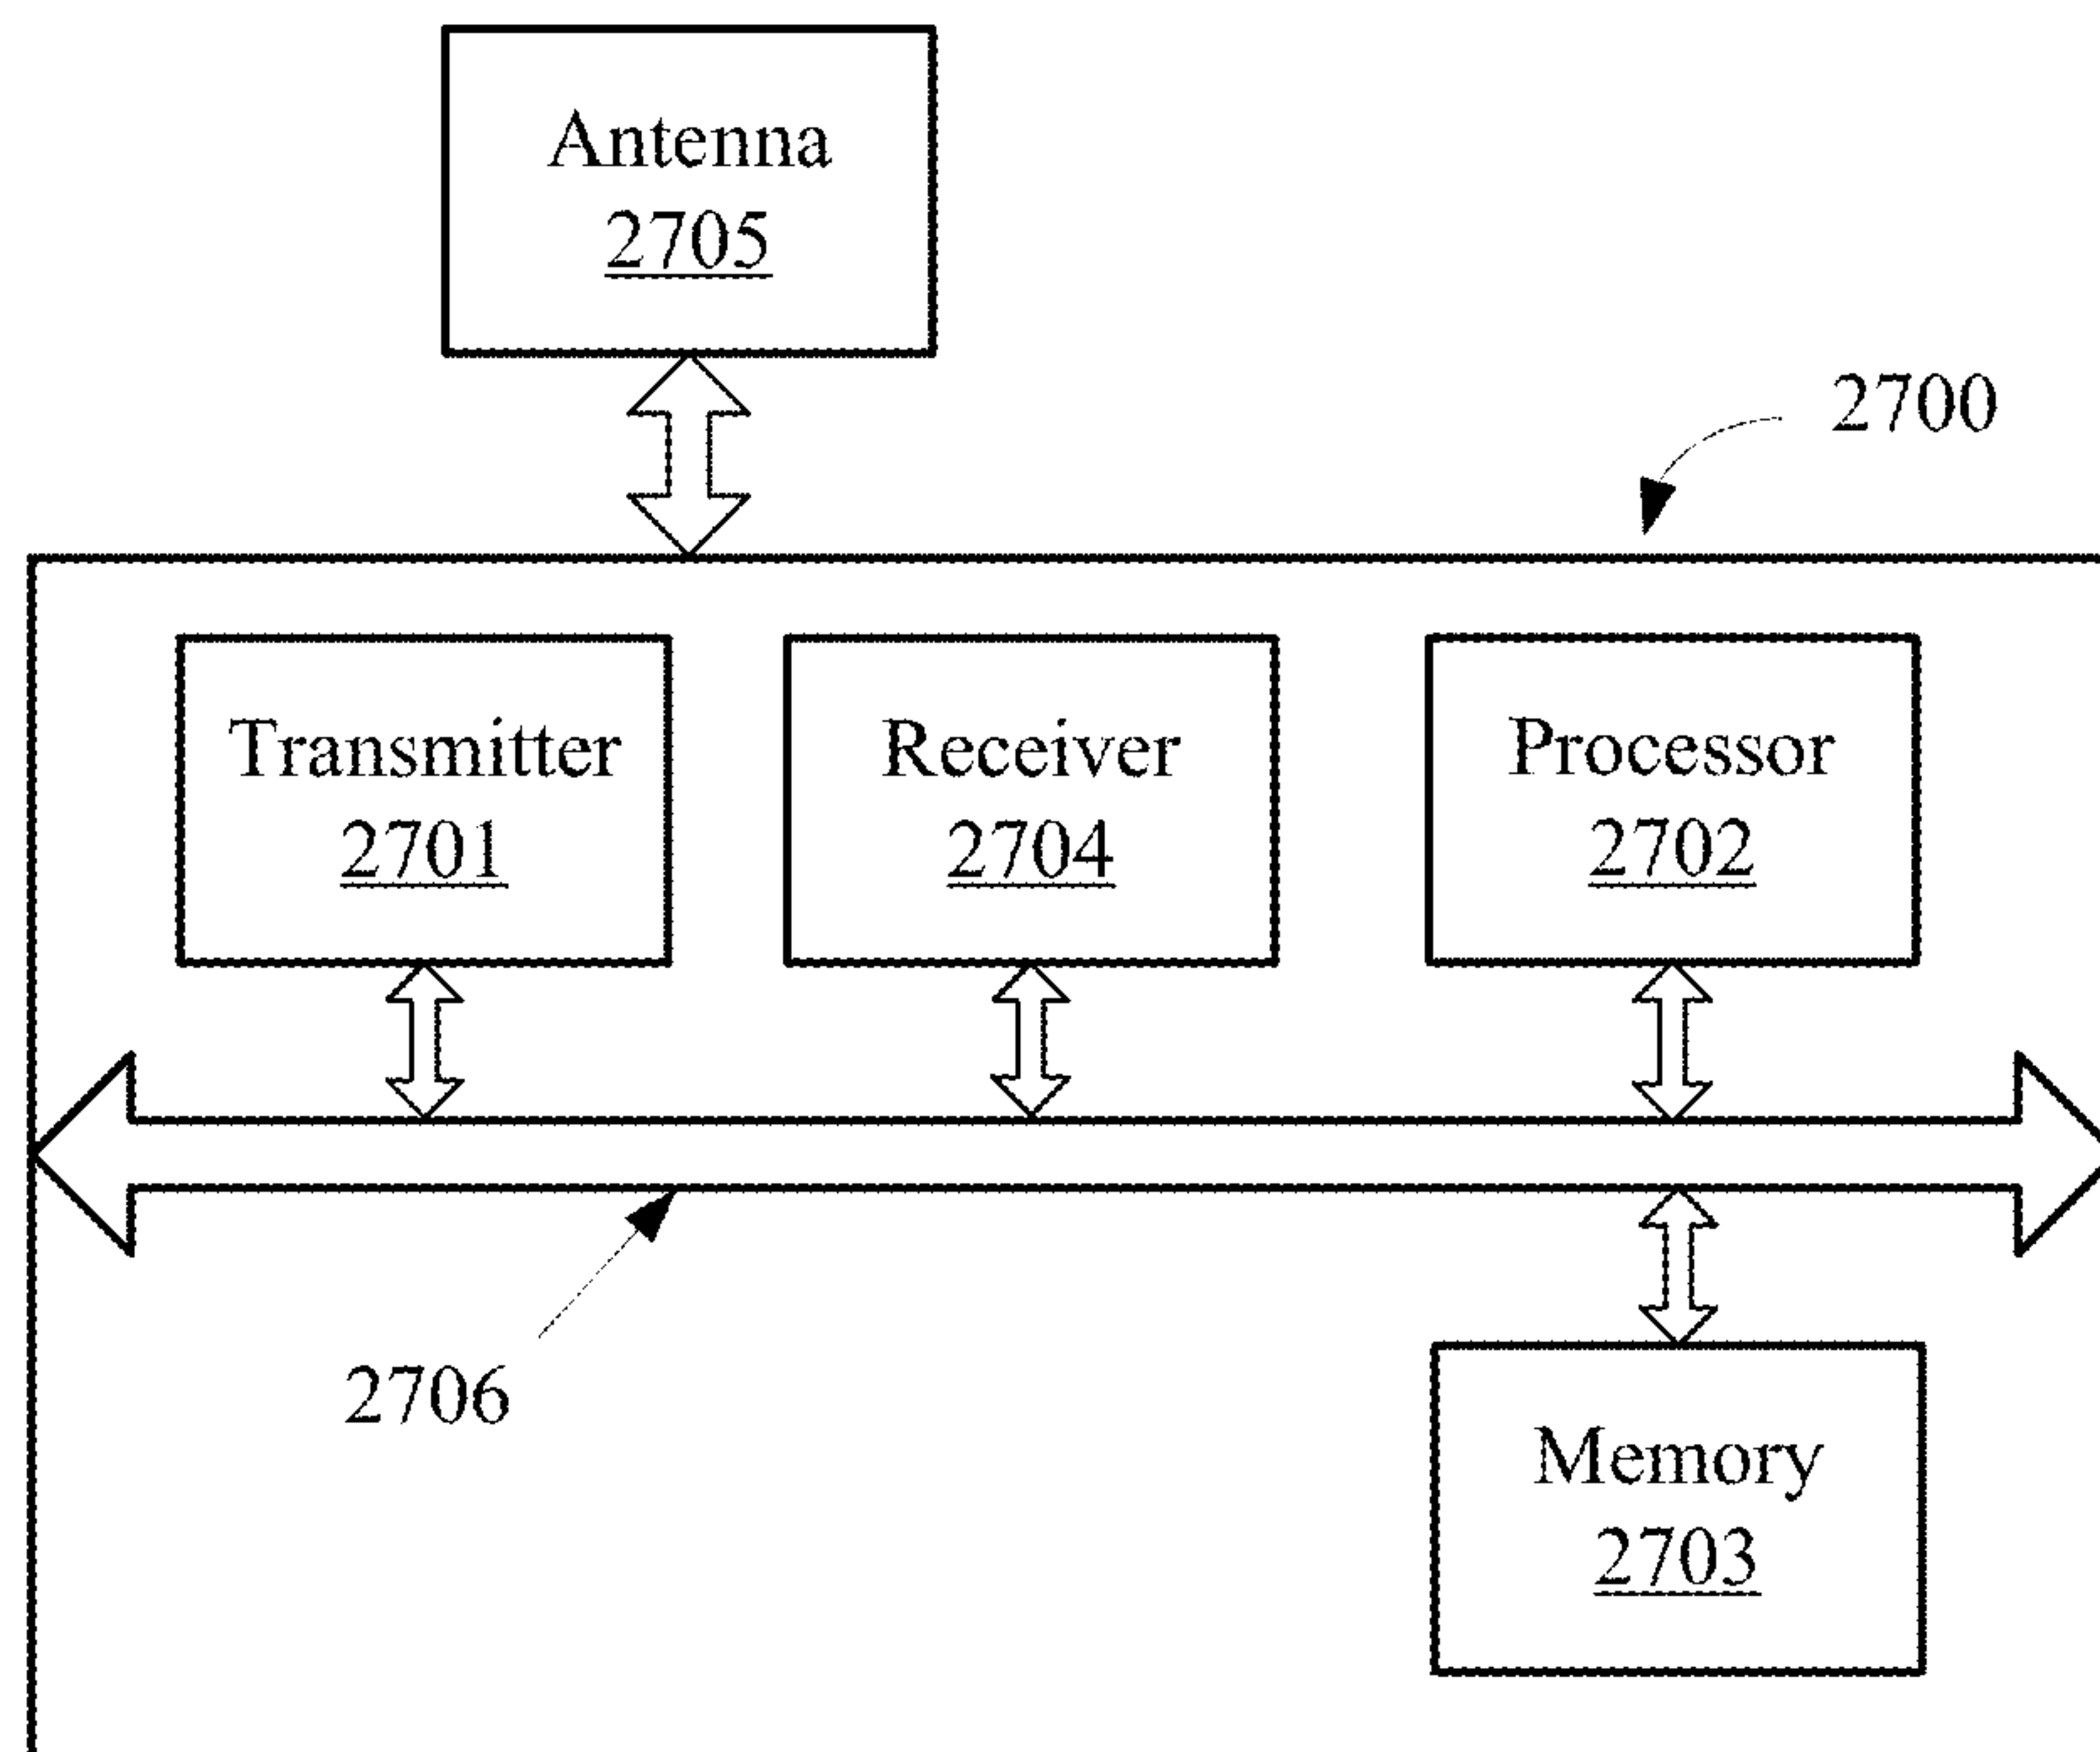 Antenna
2705
2700
Transmitter
2701
Receiver
2704
Processor
2702
2706
Memory
2703